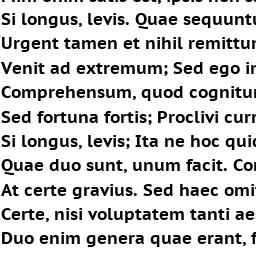 Si longus, levis. Quae sequuntu
Urgent tamen et nihil remittur
Venit ad extremum; Sed ego in
Comprehensum, quod cognitur
Sed fortuna fortis; Proclivi curr
Si longus, levis; Ita ne hoc quic
Quae duo sunt, unum facit. Con
At certe gravius. Sed haec omit
Certe, nisi voluptatem tanti aes
Duo enim genera quae erant, f